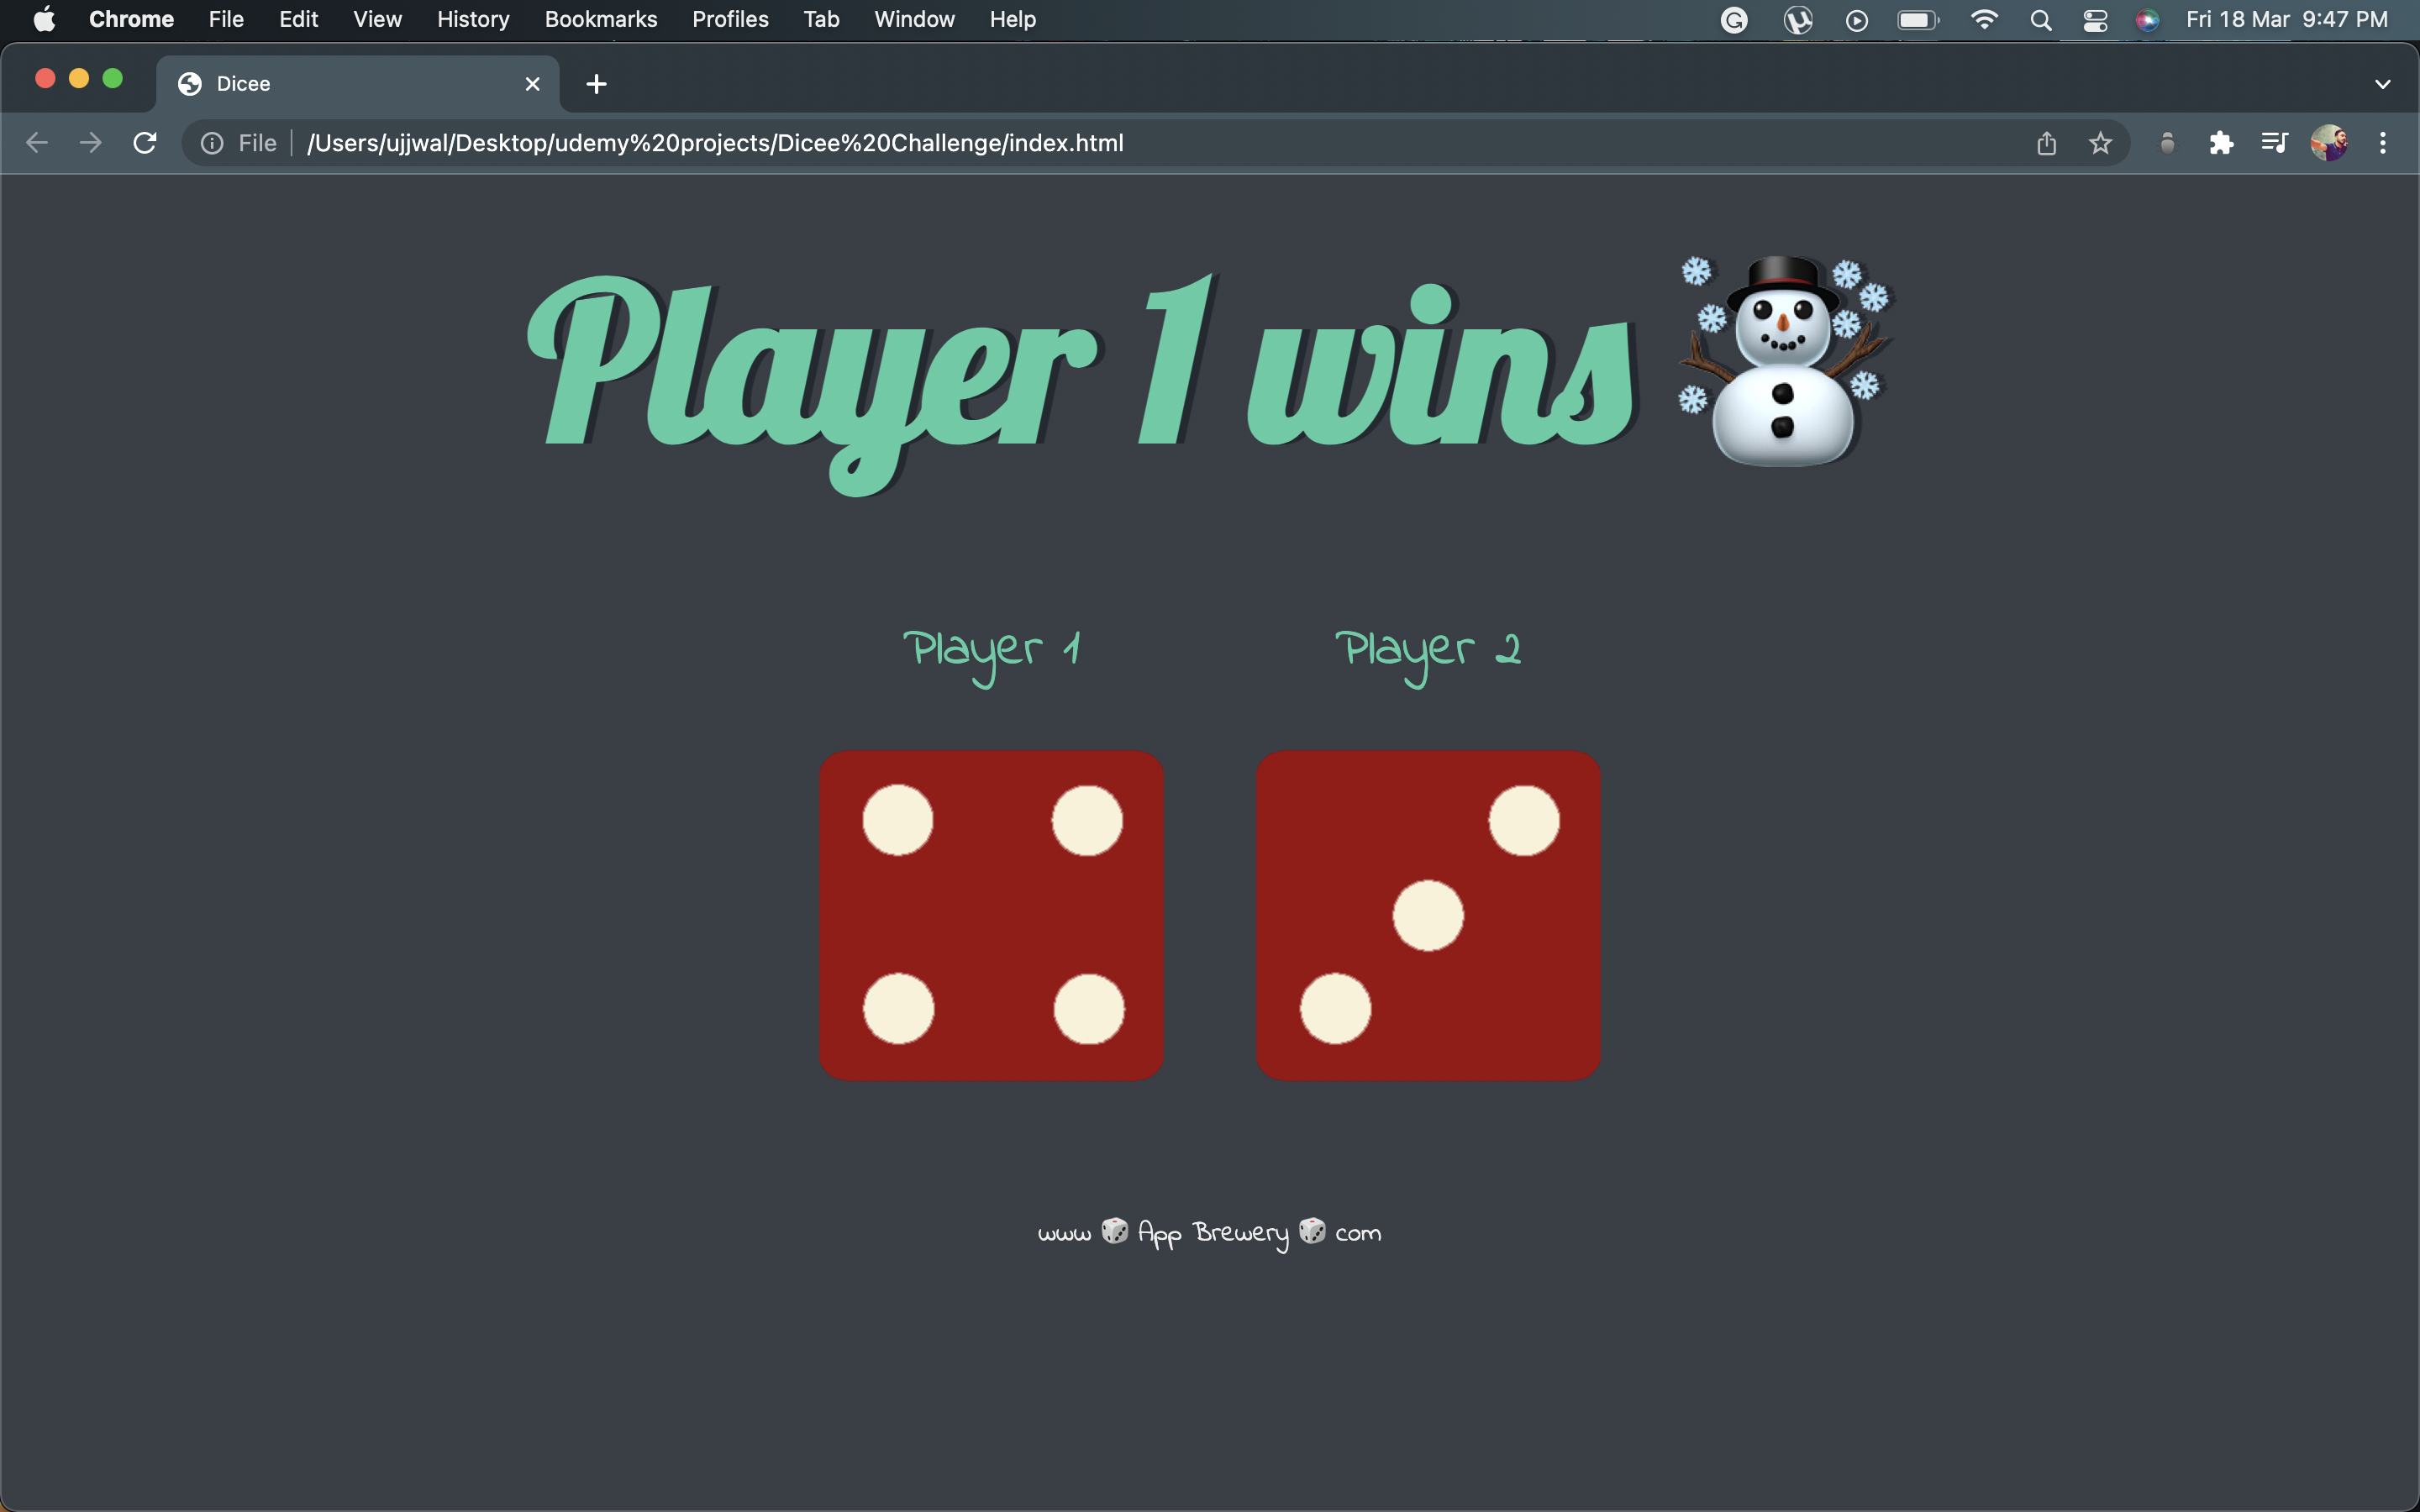 Chrome File Edit View History Bookmarks Profiles Tab Window Help Fri 18 Mar 9:47 PM
Dicee
File /Users/ujjwal/Desktop/udemy%20projects/Dicee%20Challenge/index.html
Player 1 wins
Player 1 Player 2
www App Brewery com